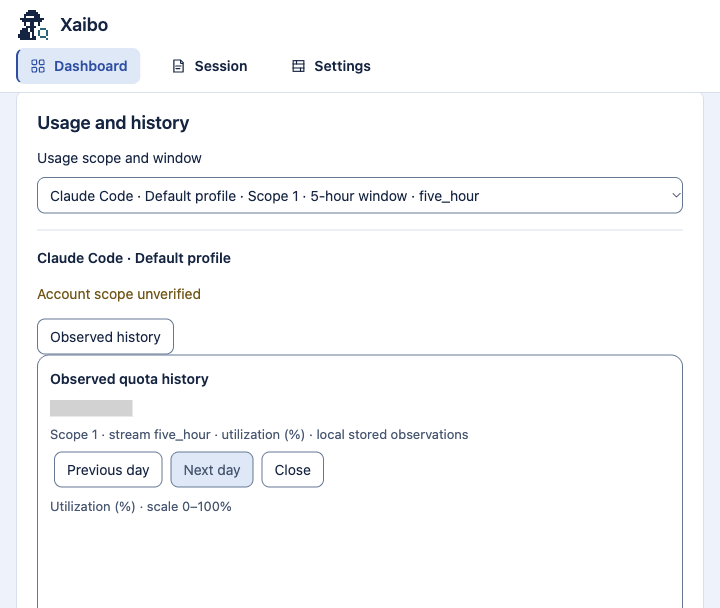 Xaibo
Dashboard
Session
Settings
Usage and history
Usage scope and window
Claude Code · Default profile · Scope 1 · 5-hour window · five_hour
Claude Code · Default profile
Account scope unverified
Observed history
Observed quota history
Scope 1 · stream five_hour · utilization (%) · local stored observations
Previous day
Next day
Close
Utilization (%) · scale 0–100%